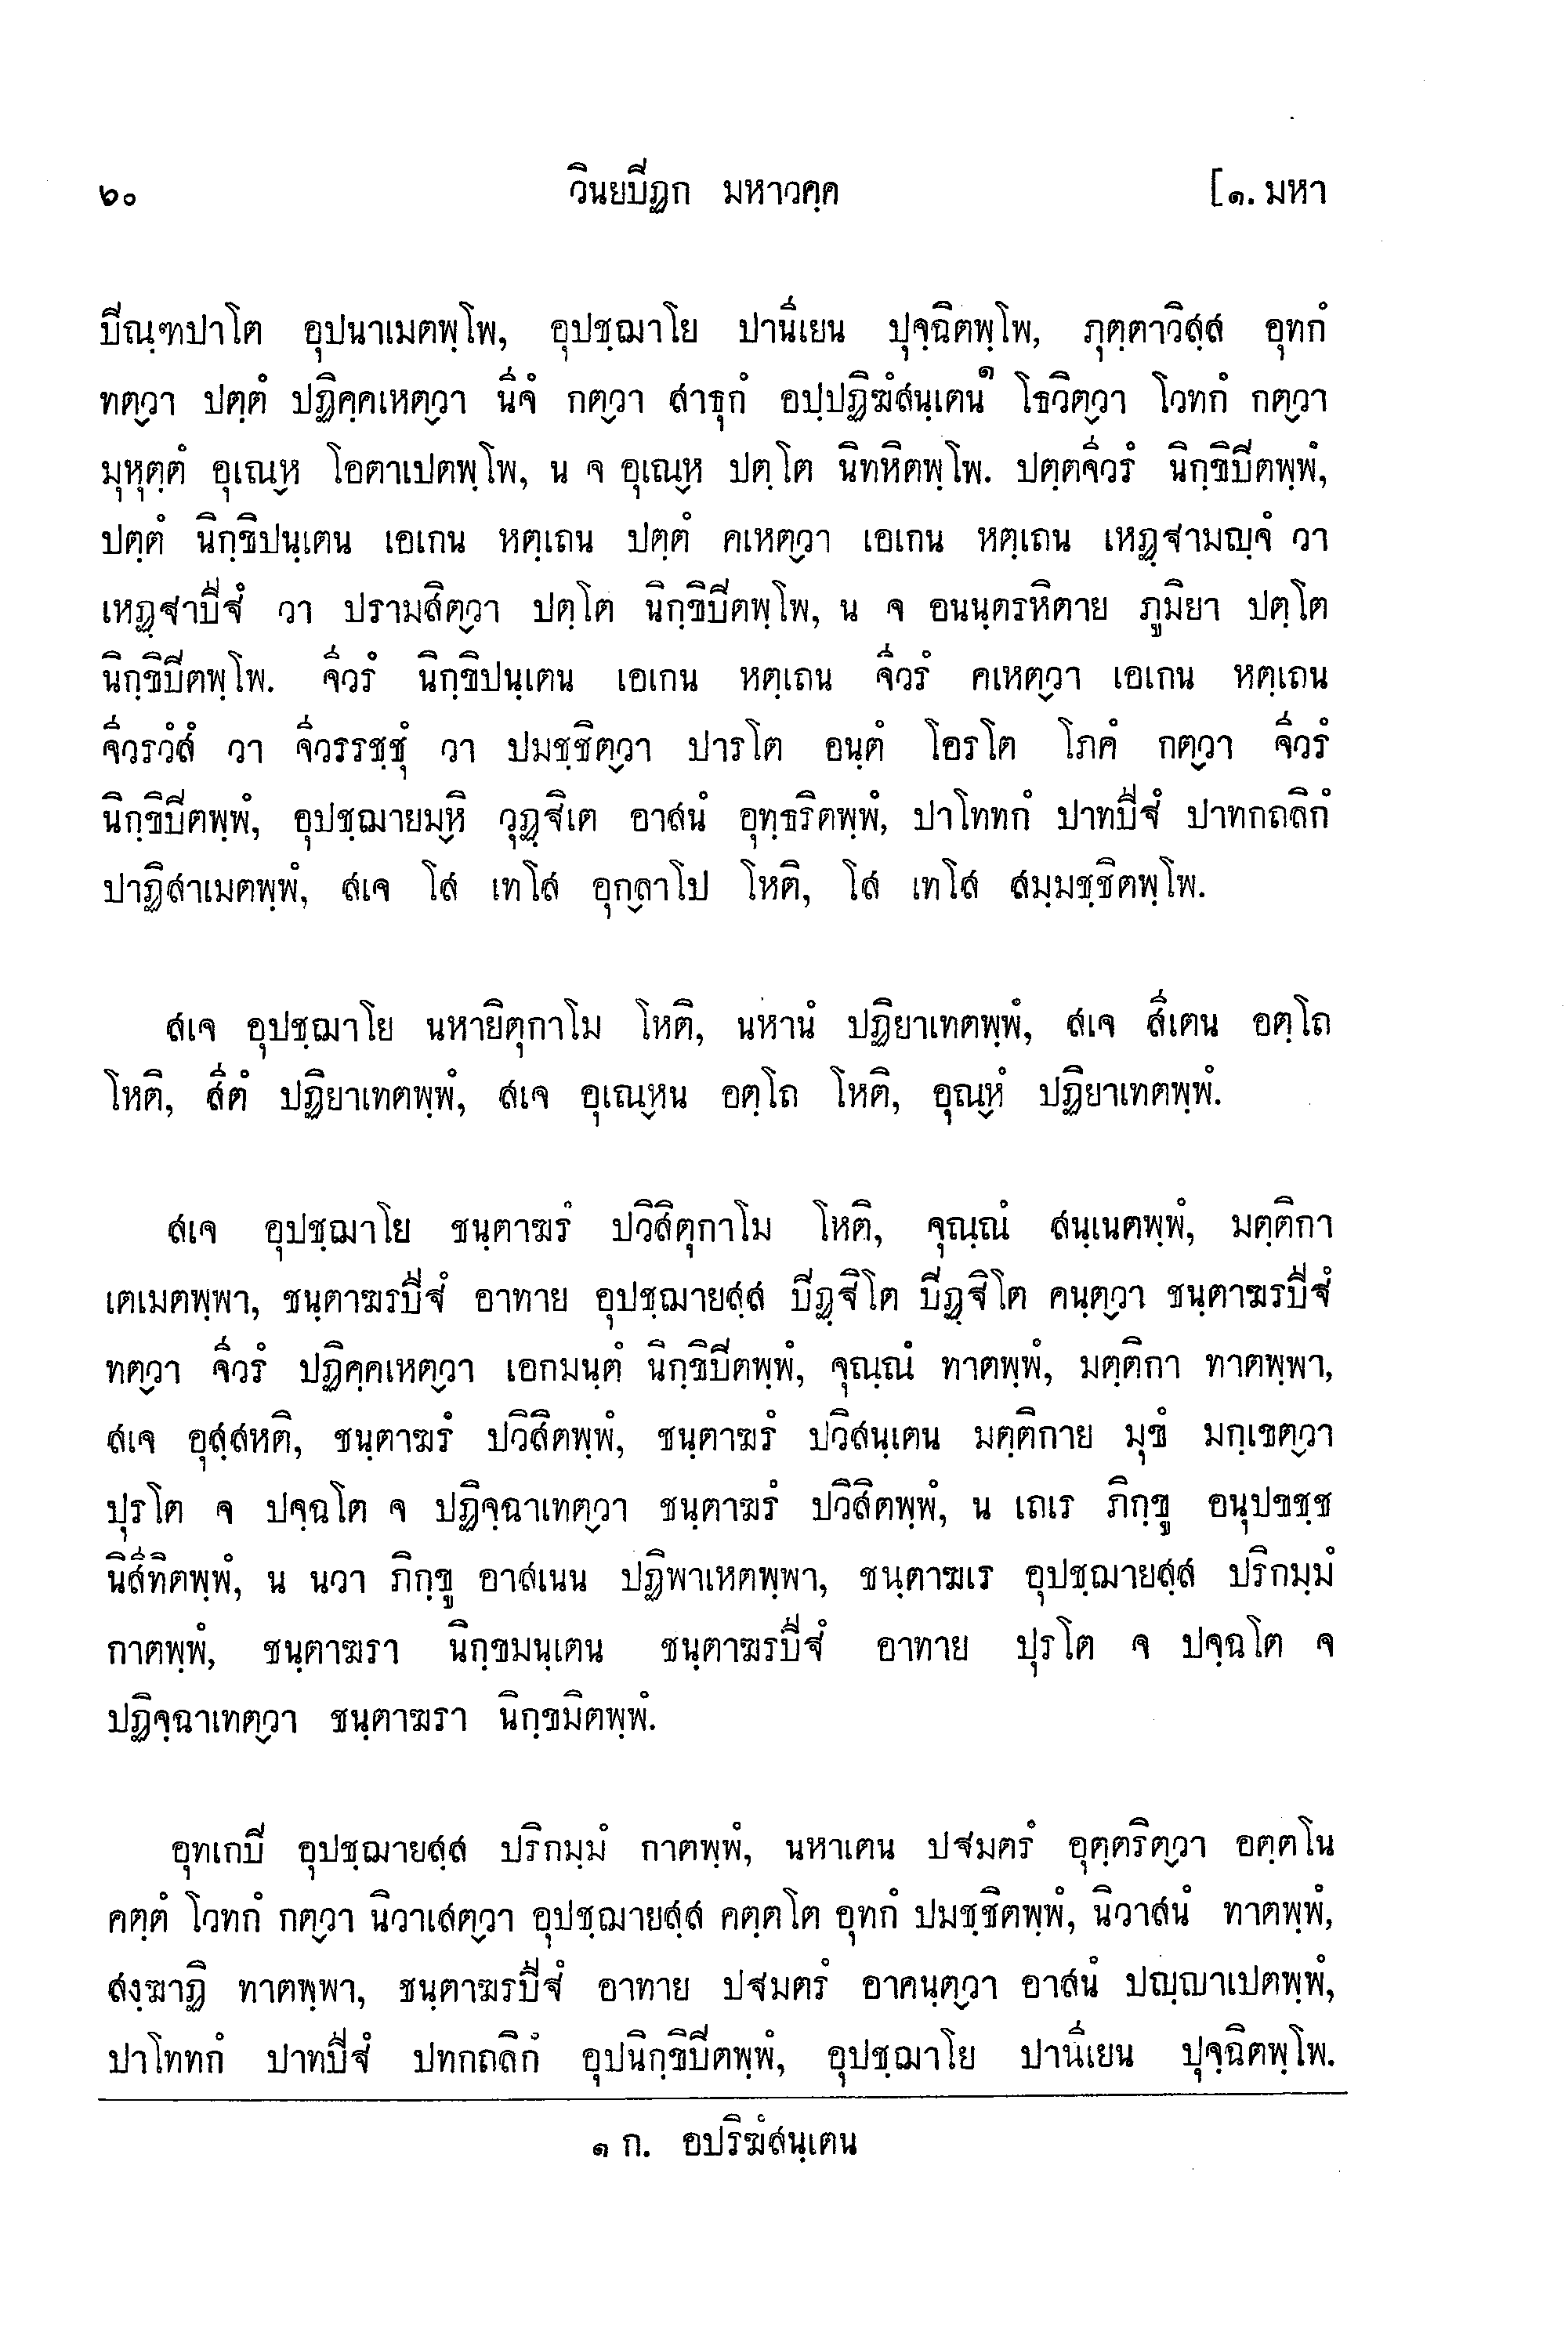 ๖๐ วินยปิฏก มหาวคฺค [๑. มหา
ปิณฺฑปาโต อุปนาเมตพฺโพ, อุปชฺฌาโย ปานีเยน ปุจฺฉิตพฺโพ, ภุตฺตาวิสฺส อุทกํ
ทตฺวา ปตฺตํ ปฏิคฺคเหตฺวา นีจํ กตฺวา สาธุกํ อปฺปฏิฆํสนฺเตน๑ โธวิตฺวา โวทกํ กตฺวา
มุหุตฺตํ อุเณฺห โอตาเปตพฺโพ, น จ อุเณฺห ปตฺโต นิทหิตพฺโพ. ปตฺตจีวรํ นิกฺขิปิตพฺพํ,
ปตฺตํ นิกฺขิปนฺเตน เอเกน หตฺเถน ปตฺตํ คเหตฺวา เอเกน หตฺเถน เหฏฺฐามญฺจํ วา
เหฏฺฐาปีฐํ วา ปรามสิตฺวา ปตฺโต นิกฺขิปิตพฺโพ, น จ อนนฺตรหิตาย ภูมิยา ปตฺโต
นิกฺขิปิตพฺโพ. จีวรํ นิกฺขิปนฺเตน เอเกน หตฺเถน จีวรํ คเหตฺวา เอเกน หตฺเถน
จีวรวํสํ วา จีวรรชฺชุํ วา ปมชฺชิตฺวา ปารโต อนฺตํ โอรโต โภคํ กตฺวา จีวรํ
นิกฺขิปิตพฺพํ, อุปชฺฌายมฺหิ วุฏฺฐิเต อาสนํ อุทฺธริตพฺพํ, ปาโททกํ ปาทปีฐํ ปาทกถลิกํ
ปาฏิสาเมตพฺพํ, สเจ โส เทโส อุกฺลาโป โหติ, โส เทโส สมฺมชฺชิตพฺโพ.
สเจ อุปชฺฌาโย นหายิตุกาโม โหติ, นหานํ ปฏิยาเทตพฺพํ, สเจ สีเตน อตฺโถ
โหติ, สีตํ ปฏิยาเทตพฺพํ, สเจ อุเณฺหน อตฺโถ โหติ, อุณฺหํ ปฏิยาเทตพฺพํ.
สเจ อุปชฺฌาโย ชนฺตาฆรํ ปวิสิตุกาโม โหติ, จุณฺณํ สนฺเนตพฺพํ, มตฺติกา
เตเมตพฺพา, ชนฺตาฆรปีฐํ อาทาย อุปชฺฌายสฺส ปิฏฺฐิโต ปิฏฺฐิโต คนฺตฺวา ชนฺตาฆรปีฐํ
ทตฺวา จีวรํ ปฏิคฺคเหตฺวา เอกมนฺตํ นิกฺขิปิตพฺพํ, จุณฺณํ ทาตพฺพํ, มตฺติกา ทาตพฺพา,
สเจ อุสฺสหติ, ชนฺตาฆรํ ปวิสิตพฺพํ, ชนฺตาฆรํ ปวิสนฺเตน มตฺติกาย มุขํ มกฺเขตฺวา
ปุรโต จ ปจฺฉโต จ ปฏิจฺฉาเทตฺวา ชนฺตาฆรํ ปวิสิตพฺพํ, น เถเร ภิกฺขู อนุปขชฺช
นิสีทิตพฺพํ, น นวา ภิกฺขู อาสเนน ปฏิพาเหตพฺพา, ชนฺตาฆเร อุปชฺฌายสฺส ปริกมฺมํ
กาตพฺพํ, ชนฺตาฆรา นิกฺขมนฺเตน ชนฺตาฆรปีฐํ อาทาย ปุรโต จ ปจฺฉโต จ
ปฏิจฺฉาเทตฺวา ชนฺตาฆรา นิกฺขมิตพฺพํ.
อุทเกปิ อุปชฺฌายสฺส ปริกมฺมํ กาตพฺพํ, นหาเตน ปฐมตรํ อุตฺตริตฺวา อตฺตโน
คตฺตํ โวทกํ กตฺวา นิวาเสตฺวา อุปชฺฌายสฺส คตฺตโต อุทกํ ปมชฺชิตพฺพํ, นิวาสนํ ทาตพฺพํ,
สงฺฆาฏิ ทาตพฺพา, ชนฺตาฆรปีฐํ อาทาย ปฐมตรํ อาคนฺตฺวา อาสนํ ปญฺญาเปตพฺพํ,
ปาโททกํ ปาทปีฐํ ปทกถลิกํ อุปนิกฺขิปิตพฺพํ, อุปชฺฌาโย ปานีเยน ปุจฺฉิตพฺโพ.
๑ ก. อปริฆํสนฺเตน